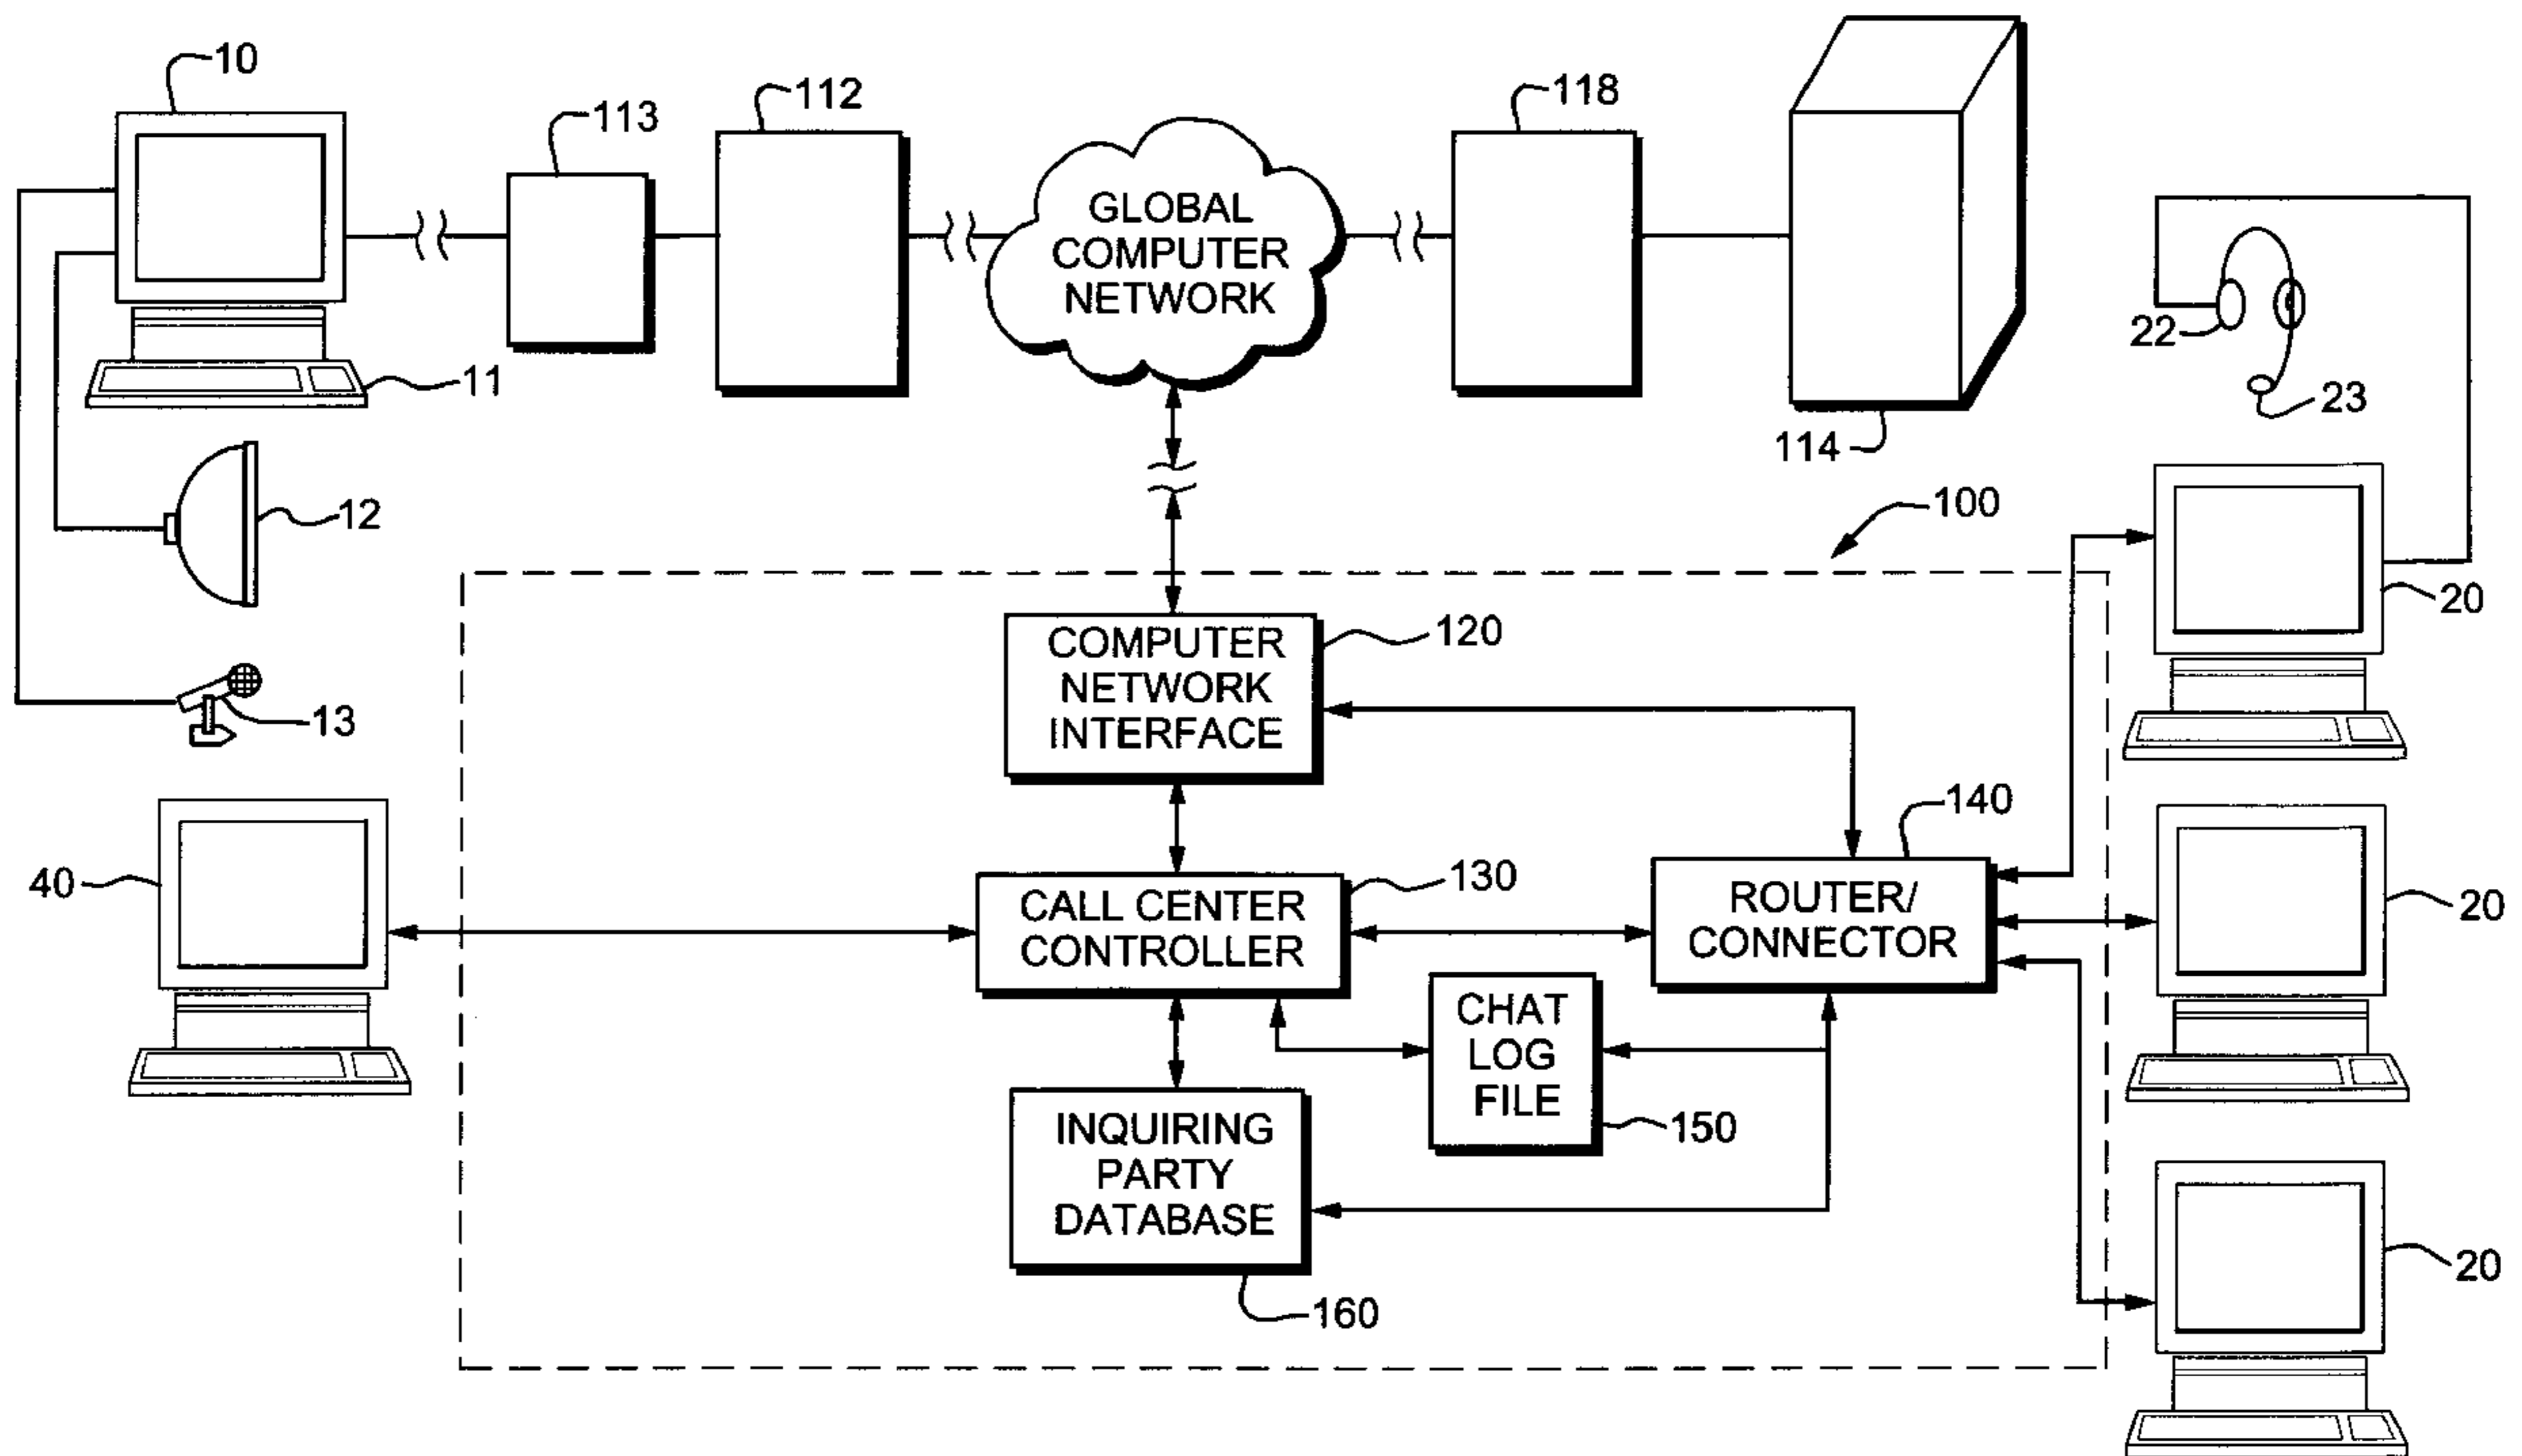 10
113
112
118
GLOBAL
COMPUTER
NETWORK
11
114
22
23
12
100
20
13
COMPUTER
NETWORK
INTERFACE
120
140
40
CALL CENTER
CONTROLLER
130
ROUTER/
CONNECTOR
20
CHAT
LOG
FILE
150
INQUIRING
PARTY
DATABASE
160
20